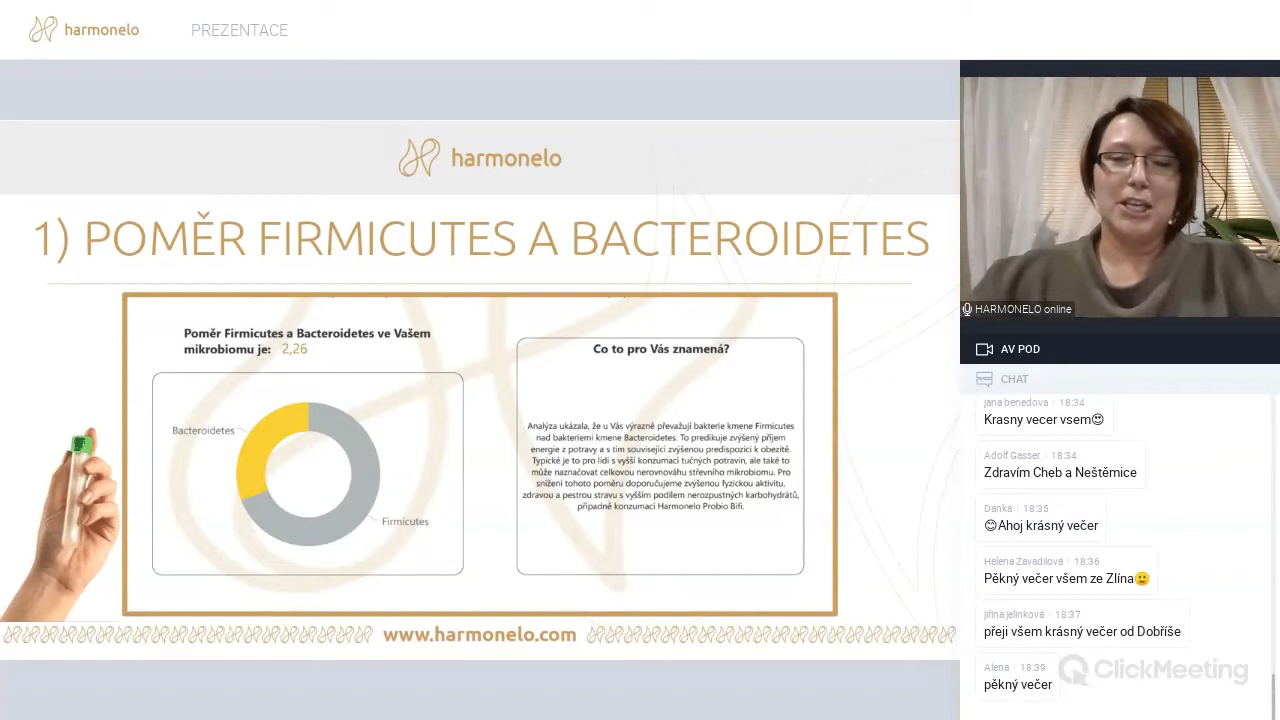 harmonelo
PREZENTACE
harmonelo
1) POMĚR FIRMICUTES A BACTEROIDETES
Poměr Firmicutes a Bacteroidetes ve Vašem
mikrobiomu je: 2,26
Bacteroidetes
Firmicutes
Co to pro Vás znamená?
Analýza ukázala, že u Vás výrazně převažují bakterie kmene Firmicutes
nad bakteriemi kmene Bacteroidetes. To predikuje zvýšený příjem
energie z potravy a s tím související zvýšenou predispozici k obezitě.
Typické je to pro lidi s vyšší konzumací tučných potravin, ale také to
může naznačovat celkovou nerovnováhu střevního mikrobiomu. Pro
snížení tohoto poměru doporučujeme zvýšenou fyzickou aktivitu,
zdravou a pestrou stravu s vyšším podílem nerozpustných karbohydrátů,
případně konzumaci Harmonelo Probio Bifi.
www.harmonelo.com
HARMONELO online
AV POD
CHAT
jana benedova 18:34
Krasny vecer vsem😍
Adolf Gasser 18:34
Zdravím Cheb a Neštěmice
Danka 18:35
😊Ahoj krásný večer
Helena Zavadilová 18:36
Pěkný večer všem ze Zlína🙂
jiřina jelinková 18:37
přeji všem krásný večer od Dobříše
Alena 18:39
pěkný večer
ClickMeeting